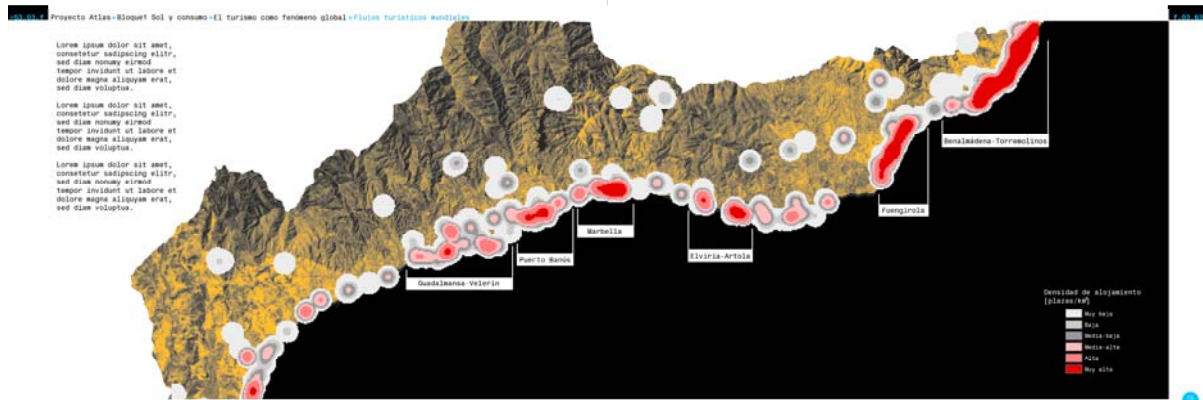 >03.03.f Proyecto Atlas>Bloque1 Sol y consumo>El turismo como fenómeno global>Flujos turísticos mundiales
Lorem ipsum dolor sit amet,
consetetur sadipscing elitr,
sed diam nonumy eirmod
tempor invidunt ut labore et
dolore magna aliquyam erat,
sed diam voluptua.
Lorem ipsum dolor sit amet,
consetetur sadipscing elitr,
sed diam nonumy eirmod
tempor invidunt ut labore et
dolore magna aliquyam erat,
sed diam voluptua.
Lorem ipsum dolor sit amet,
consetetur sadipscing elitr,
sed diam nonumy eirmod
tempor invidunt ut labore et
dolore magna aliquyam erat,
sed diam voluptua.
Benalmádena-Torremolinos
Fuengirola
Marbella
Elviria-Artola
Puerto Banús
Guadalmansa-Velerín
Densidad de alojamiento
[plazas/km²]
Muy baja
Baja
Media-baja
Media-alta
Alta
Muy alta